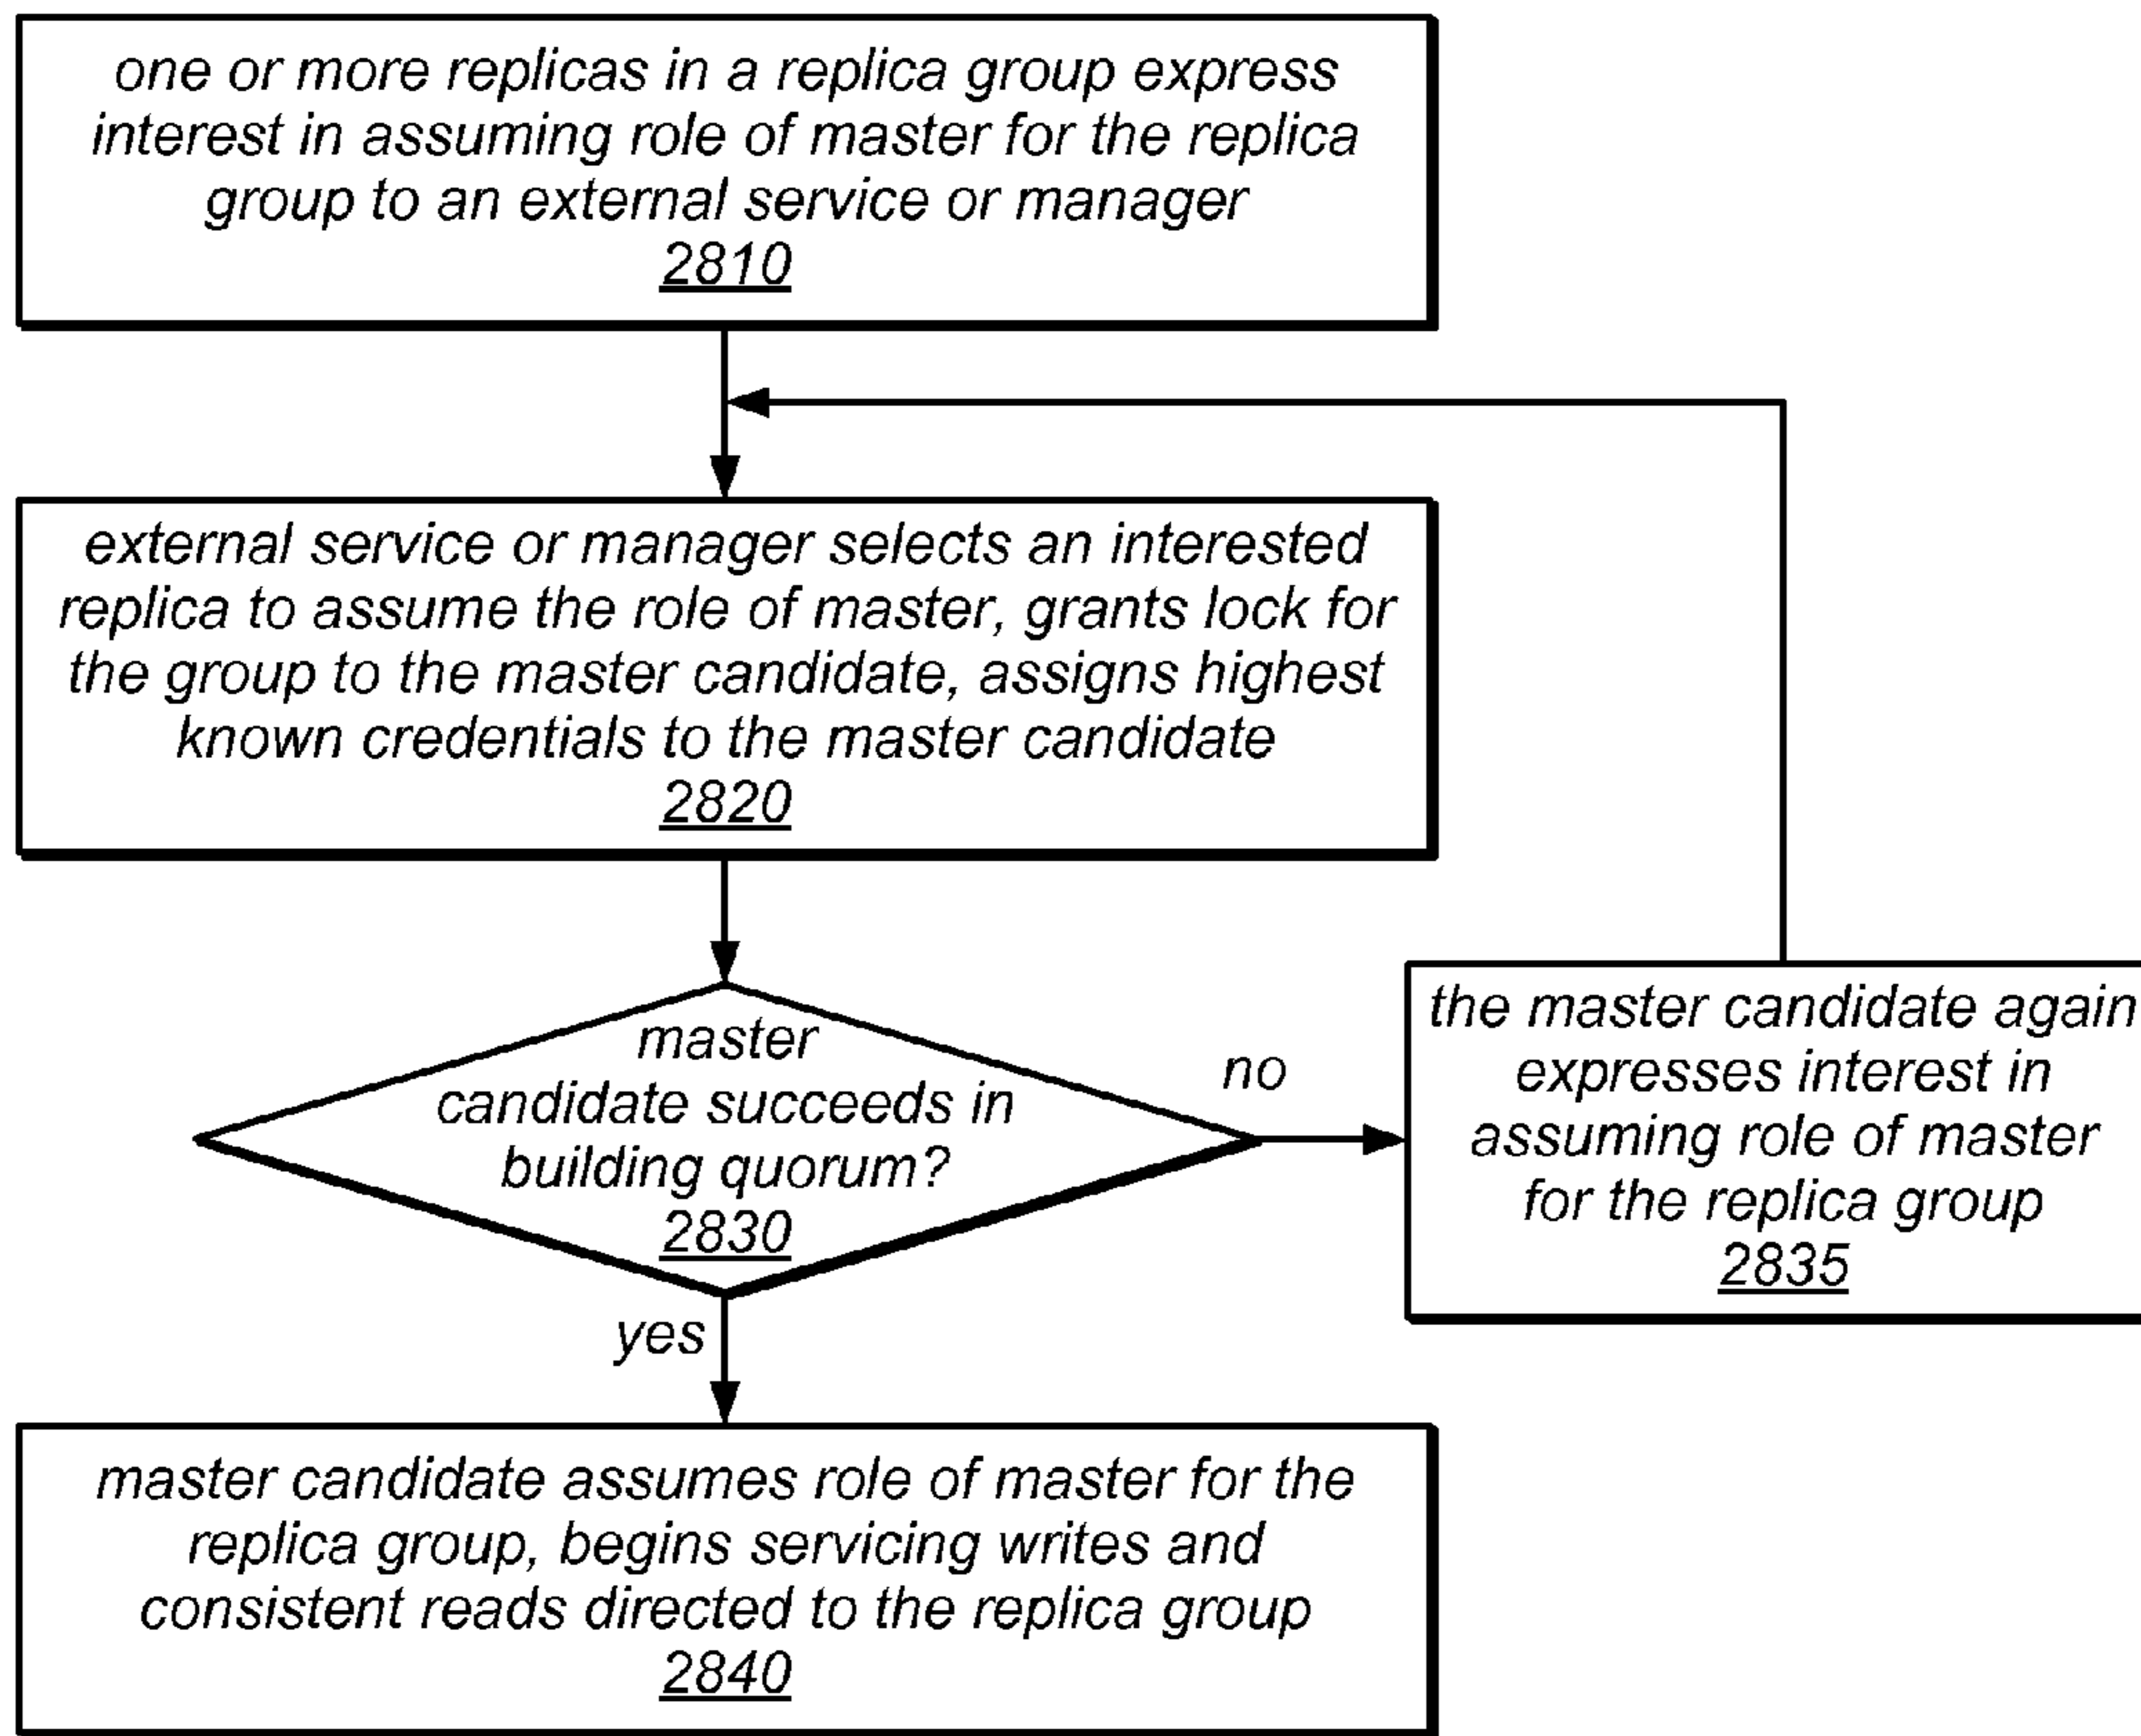 one or more replicas in a replica group express
interest in assuming role of master for the replica
group to an external service or manager
2810
external service or manager selects an interested
replica to assume the role of master, grants lock for
the group to the master candidate, assigns highest
known credentials to the master candidate
2820
master
candidate succeeds in
building quorum?
2830
no
the master candidate again
expresses interest in
assuming role of master
for the replica group
2835
yes
master candidate assumes role of master for the
replica group, begins servicing writes and
consistent reads directed to the replica group
2840